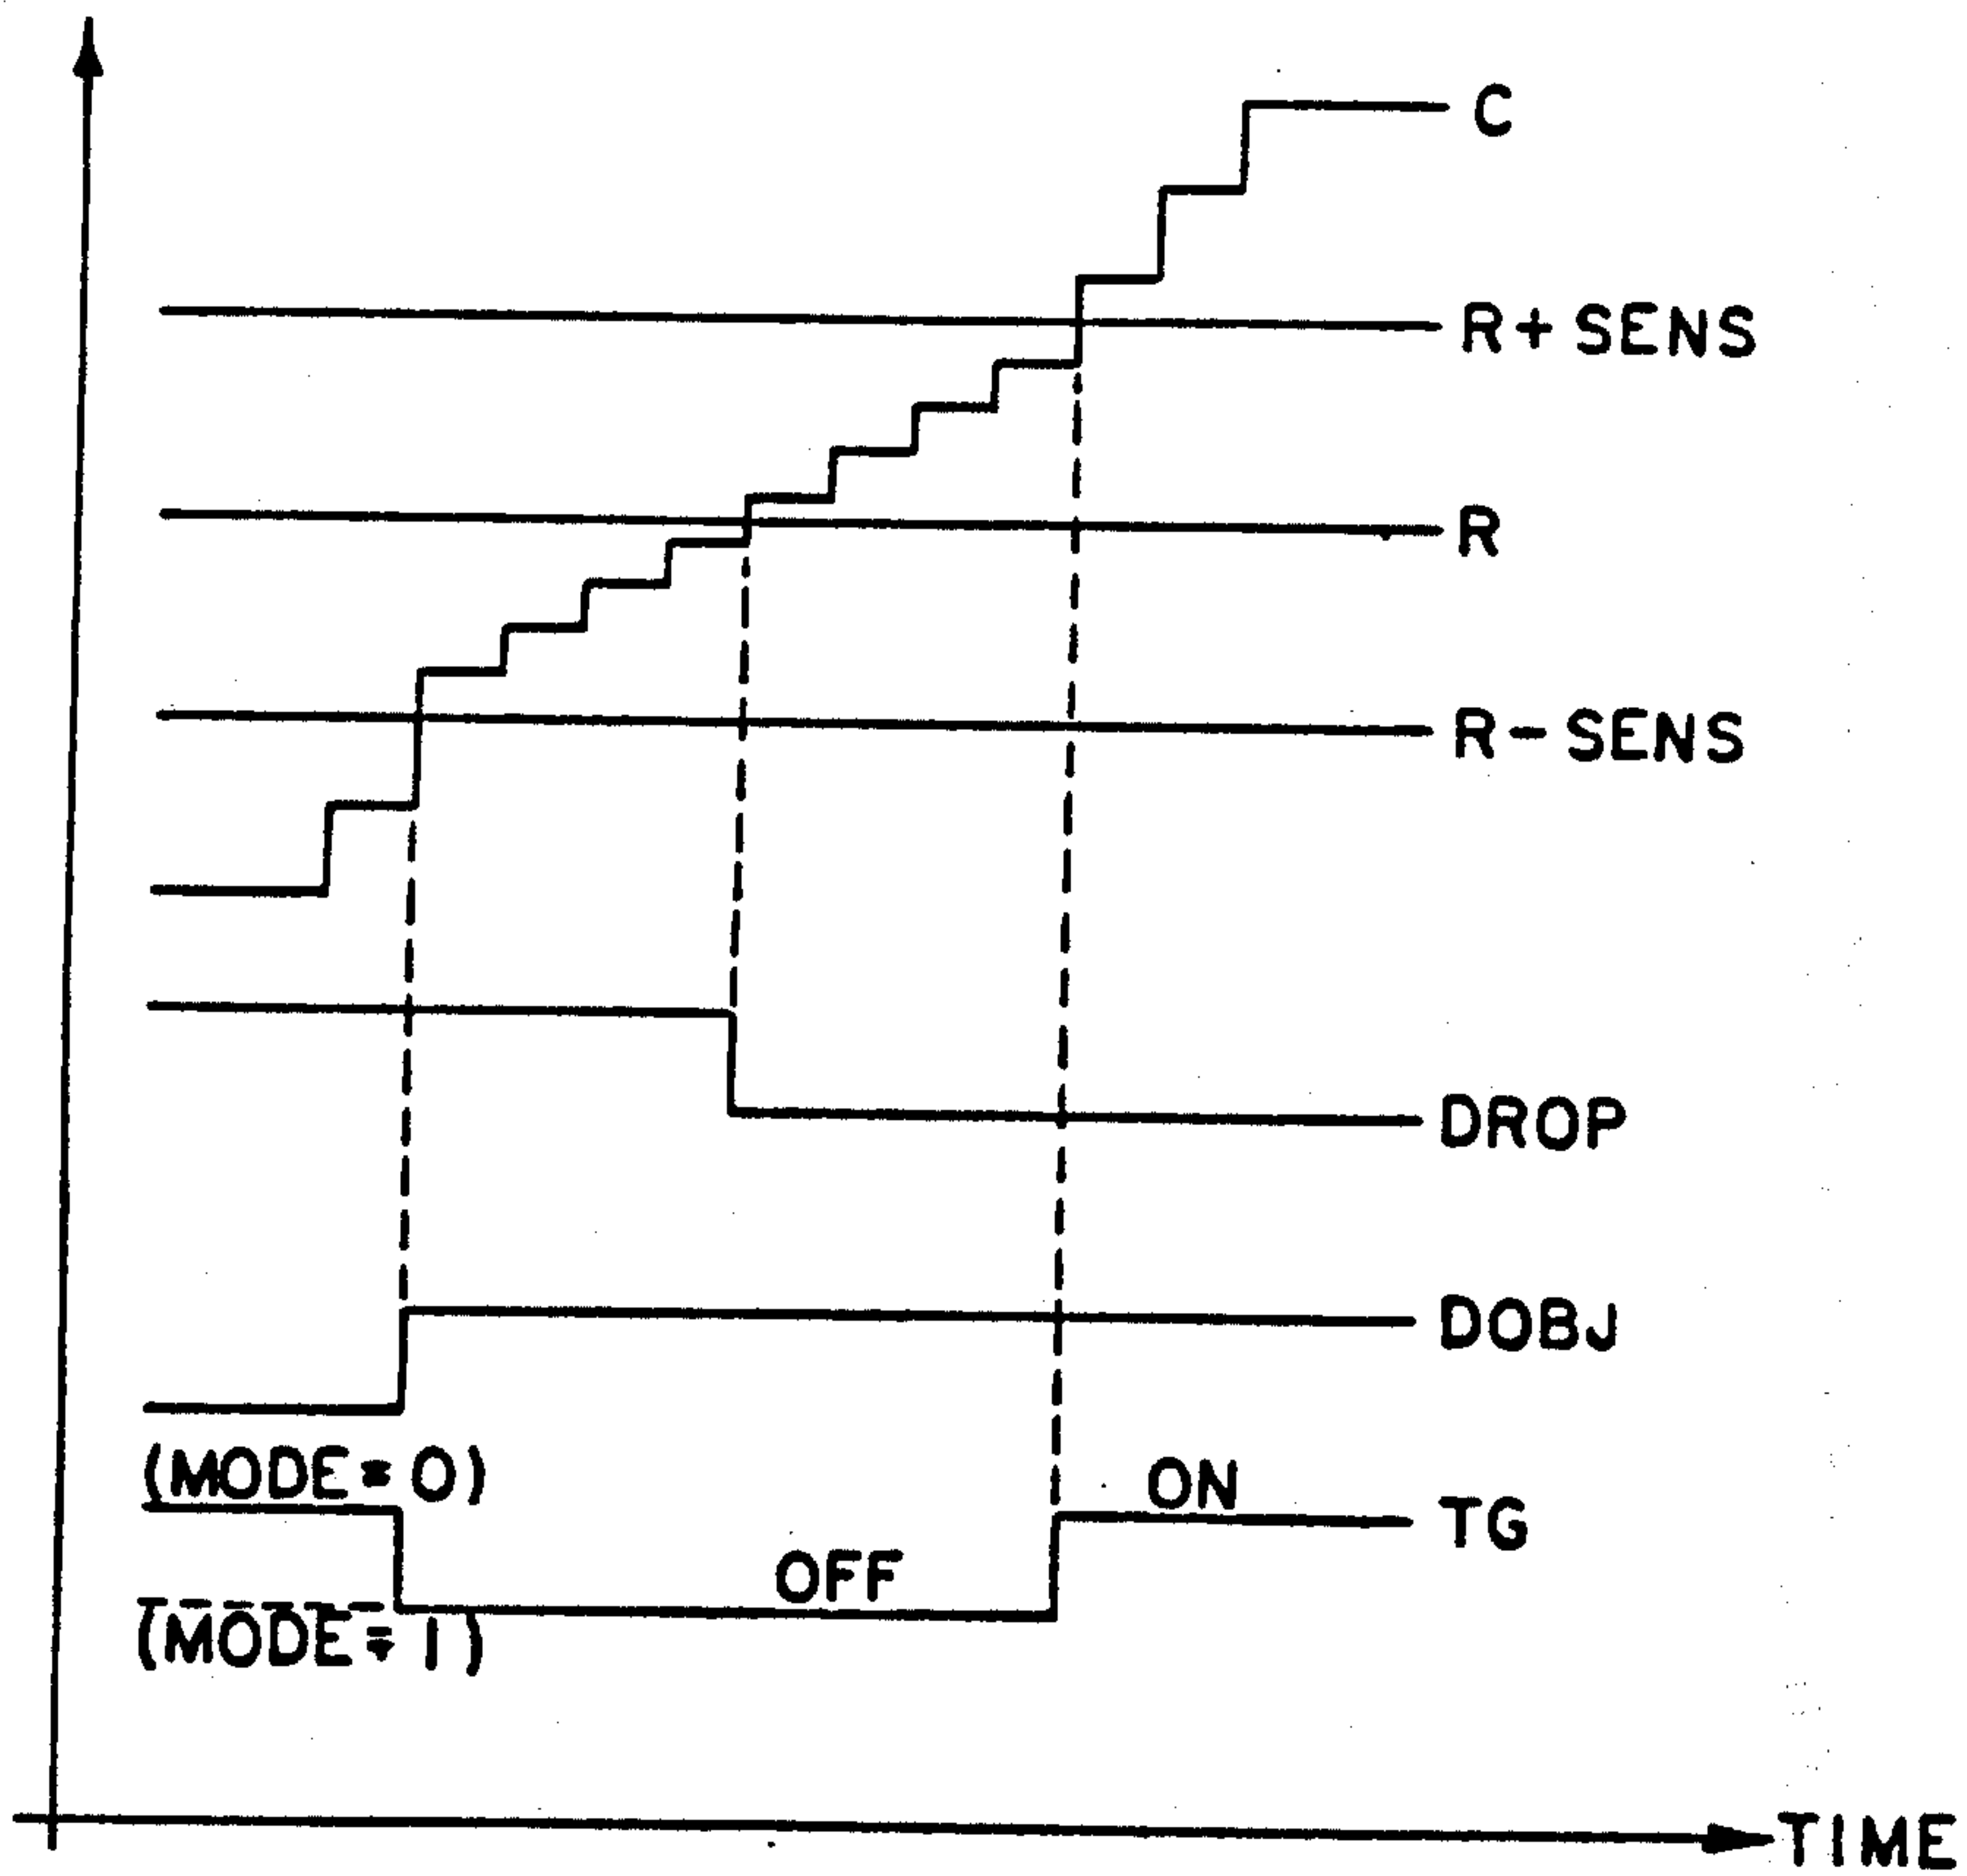 C
R+SENS
R
R-SENS
DROP
DOBJ
(MODE=0)
ON
TG
OFF
(MODE=1)
TIME